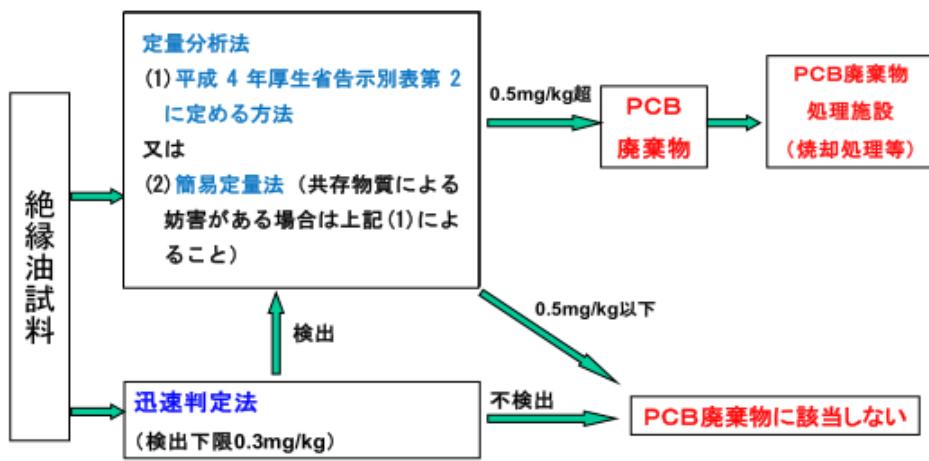 絶縁油試料
定量分析法
(1)平成 4 年厚生省告示別表第 2
に定める方法
又は
(2)簡易定量法（共存物質による
妨害がある場合は上記(1)によ
ること）
検出
迅速判定法
（検出下限0.3mg/kg）
0.5mg/kg超
PCB
廃棄物
PCB廃棄物
処理施設
（焼却処理等）
0.5mg/kg以下
不検出
PCB廃棄物に該当しない